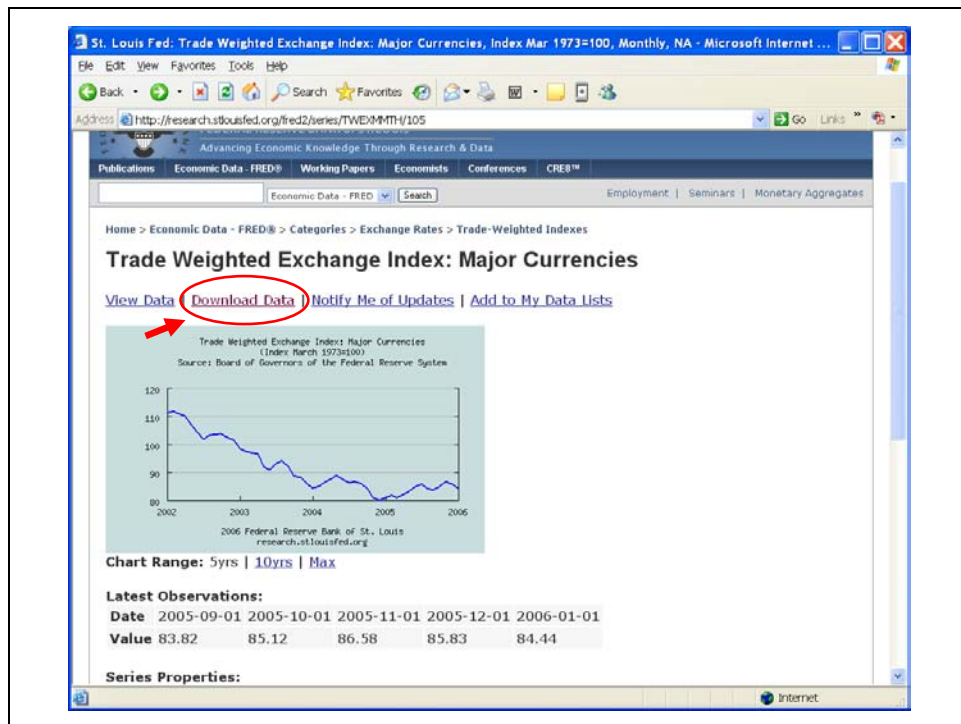 St. Louis Fed: Trade Weighted Exchange Index: Major Currencies, Index Mar 1973=100, Monthly, NA - Microsoft Internet ...
File Edit View Favorites Tools Help
Back Search Favorites
Address http://research.stlouisfed.org/fred2/series/TWEXMMTH/105 Go Links »
Advancing Economic Knowledge Through Research & Data
Publications Economic Data - FRED® Working Papers Economists Conferences CRE8™
Economic Data - FRED Search Employment | Seminars | Monetary Aggregates
Home > Economic Data - FRED® > Categories > Exchange Rates > Trade-Weighted Indexes
Trade Weighted Exchange Index: Major Currencies
View Data | Download Data | Notify Me of Updates | Add to My Data Lists
Trade Weighted Exchange Index: Major Currencies
(Index March 1973=100)
Source: Board of Governors of the Federal Reserve System
120
110
100
90
80
2002 2003 2004 2005 2006
2006 Federal Reserve Bank of St. Louis
research.stlouisfed.org
Chart Range: 5yrs | 10yrs | Max
Latest Observations:
Date 2005-09-01 2005-10-01 2005-11-01 2005-12-01 2006-01-01
Value 83.82 85.12 86.58 85.83 84.44
Series Properties:
Internet